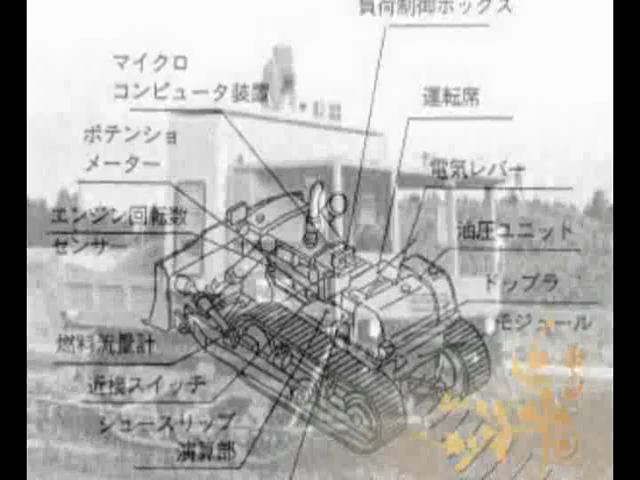 負荷制御ボックス
マイクロ
コンピュータ装置
運転席
ポテンショ
メーター
電気レバー
エンジン回転数
センサー
油圧ユニット
ドップラ
モジュール
燃料流量計
近接スイッチ
シュースリップ
演算部